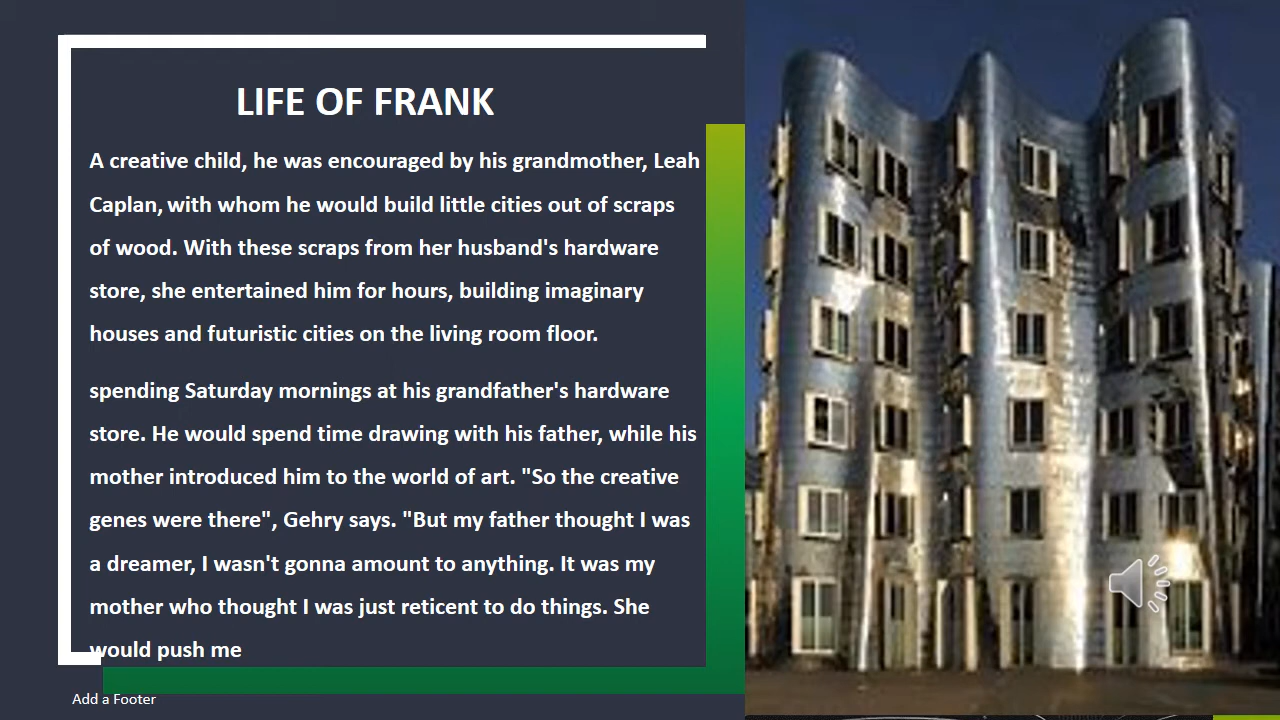 LIFE OF FRANK
A creative child, he was encouraged by his grandmother, Leah
Caplan, with whom he would build little cities out of scraps
of wood. With these scraps from her husband's hardware
store, she entertained him for hours, building imaginary
houses and futuristic cities on the living room floor.
spending Saturday mornings at his grandfather's hardware
store. He would spend time drawing with his father, while his
mother introduced him to the world of art. "So the creative
genes were there", Gehry says. "But my father thought I was
a dreamer, I wasn't gonna amount to anything. It was my
mother who thought I was just reticent to do things. She
would push me
Add a Footer